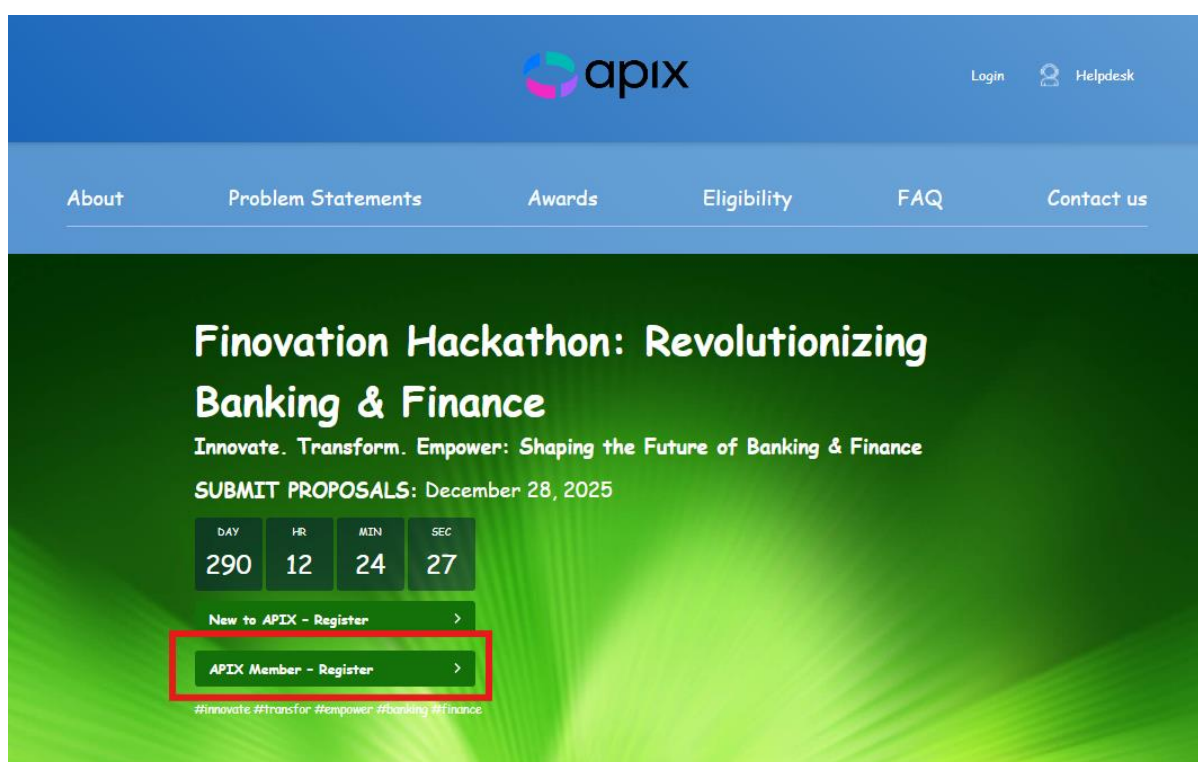 apix
Login Helpdesk
About Problem Statements Awards Eligibility FAQ Contact us
Finovation Hackathon: Revolutionizing
Banking & Finance
Innovate. Transform. Empower: Shaping the Future of Banking & Finance
SUBMIT PROPOSALS: December 28, 2025
DAY HR MIN SEC
290 12 24 27
New to APIX - Register
APIX Member - Register
#innovate #transfor #empower #banking #finance